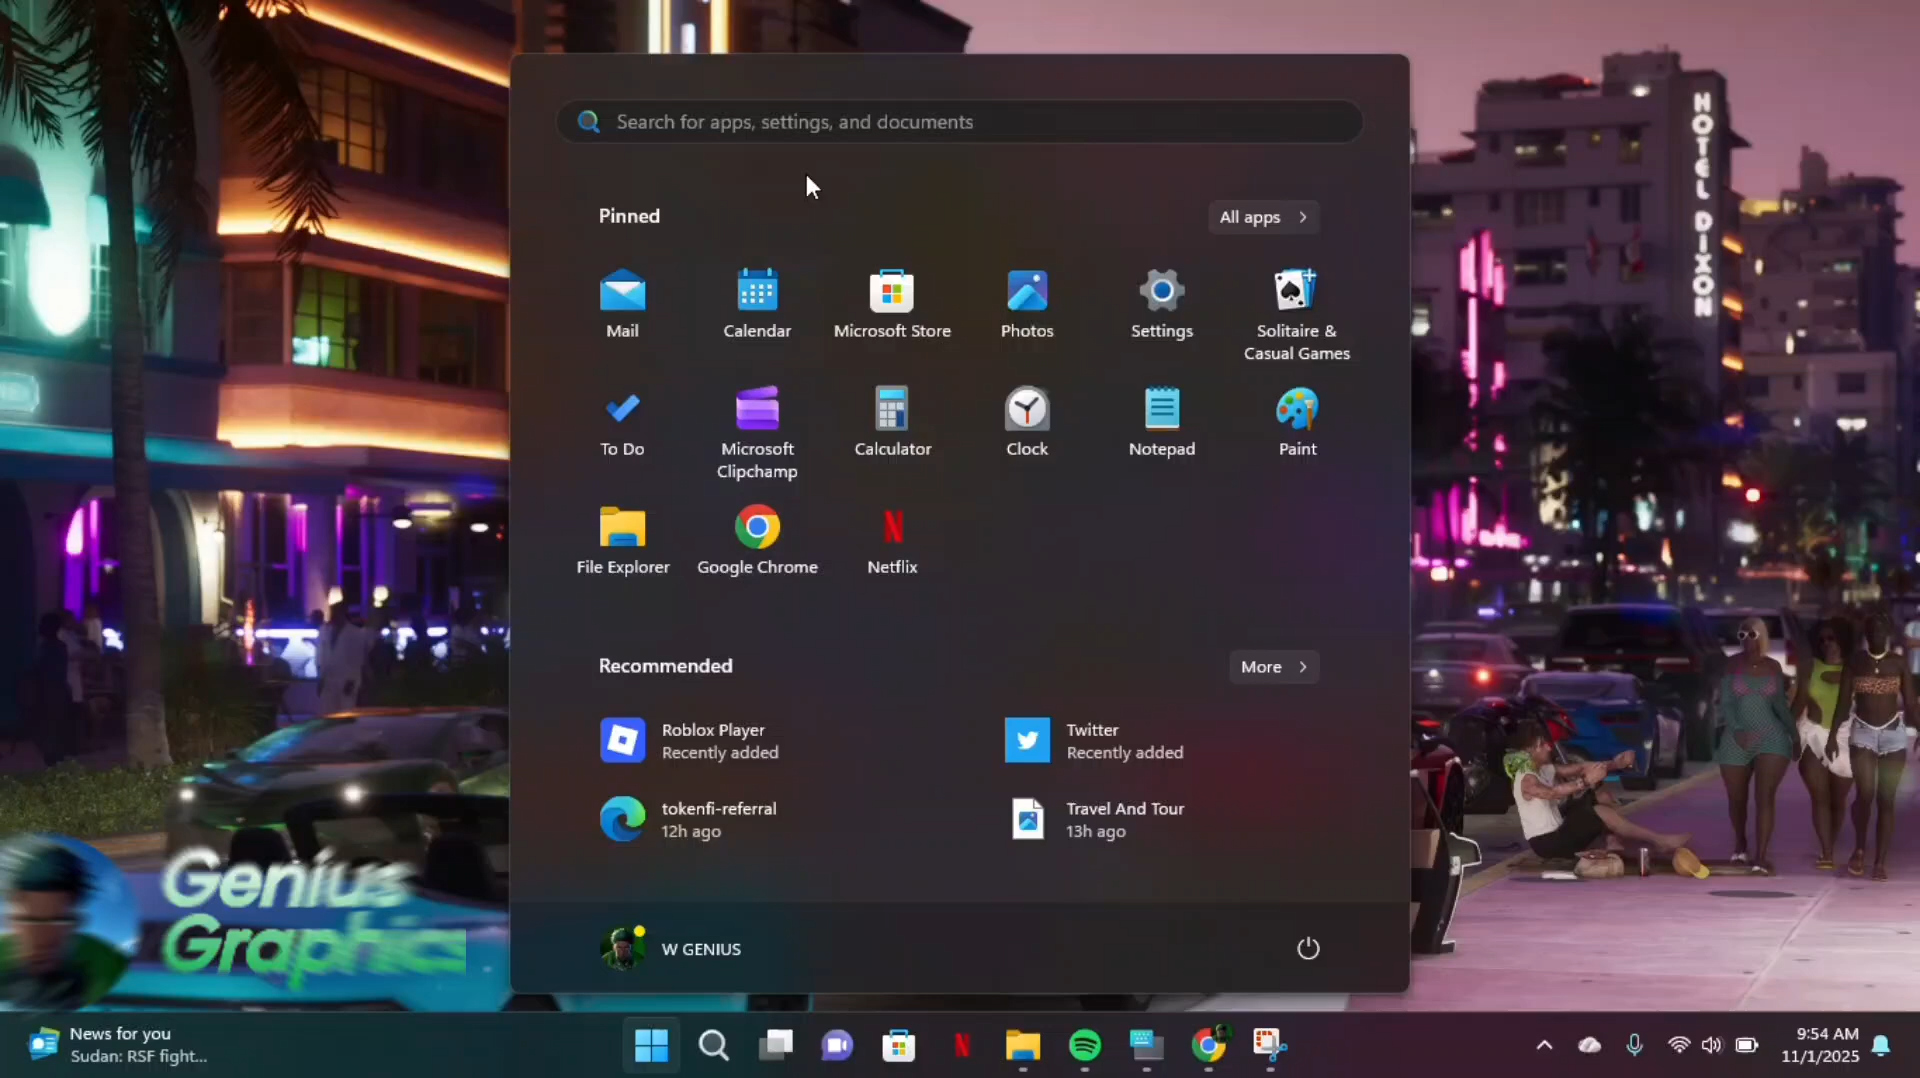 HOTEL DIXON
Search for apps, settings, and documents
Pinned
All apps
Mail
Calendar
Microsoft Store
Photos
Settings
Solitaire &
Casual Games
To Do
Microsoft
Clipchamp
Calculator
Clock
Notepad
Paint
File Explorer
Google Chrome
Netflix
Recommended
More
Roblox Player
Recently added
Twitter
Recently added
tokenfi-referral
12h ago
Travel And Tour
13h ago
Genius
Graphics
W GENIUS
News for you
Sudan: RSF fight...
9:54 AM
11/1/2025